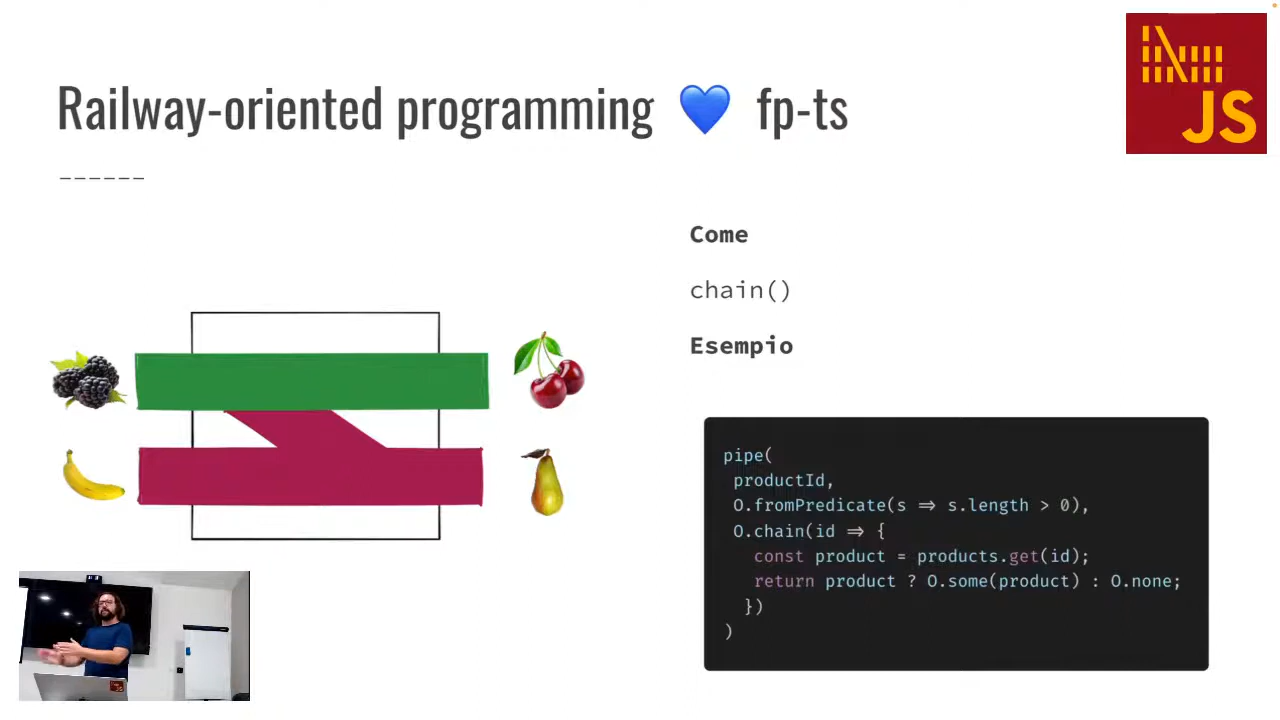 Railway-oriented programming 💙 fp-ts
------
JS
Come
chain()
Esempio
pipe(
productId,
O.fromPredicate(s ⇒ s.length > 0),
O.chain(id ⇒ {
const product = products.get(id);
return product ? O.some(product) : O.none;
})
)
JS